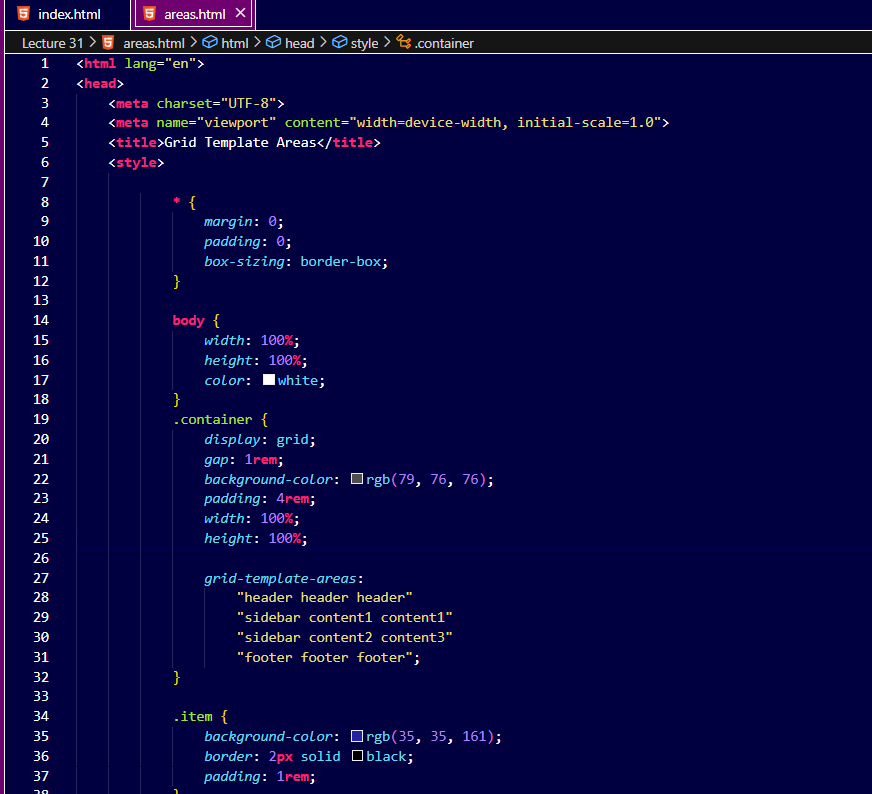 index.html
areas.html
Lecture 31 > areas.html > html > head > style > .container
1 <html lang="en">
2 <head>
3 <meta charset="UTF-8">
4 <meta name="viewport" content="width=device-width, initial-scale=1.0">
5 <title>Grid Template Areas</title>
6 <style>
7
8 * {
9 margin: 0;
10 padding: 0;
11 box-sizing: border-box;
12 }
13
14 body {
15 width: 100%;
16 height: 100%;
17 color: white;
18 }
19 .container {
20 display: grid;
21 gap: 1rem;
22 background-color: rgb(79, 76, 76);
23 padding: 4rem;
24 width: 100%;
25 height: 100%;
26
27 grid-template-areas:
28 "header header header"
29 "sidebar content1 content1"
30 "sidebar content2 content3"
31 "footer footer footer";
32 }
33
34 .item {
35 background-color: rgb(35, 35, 161);
36 border: 2px solid black;
37 padding: 1rem;
38 }